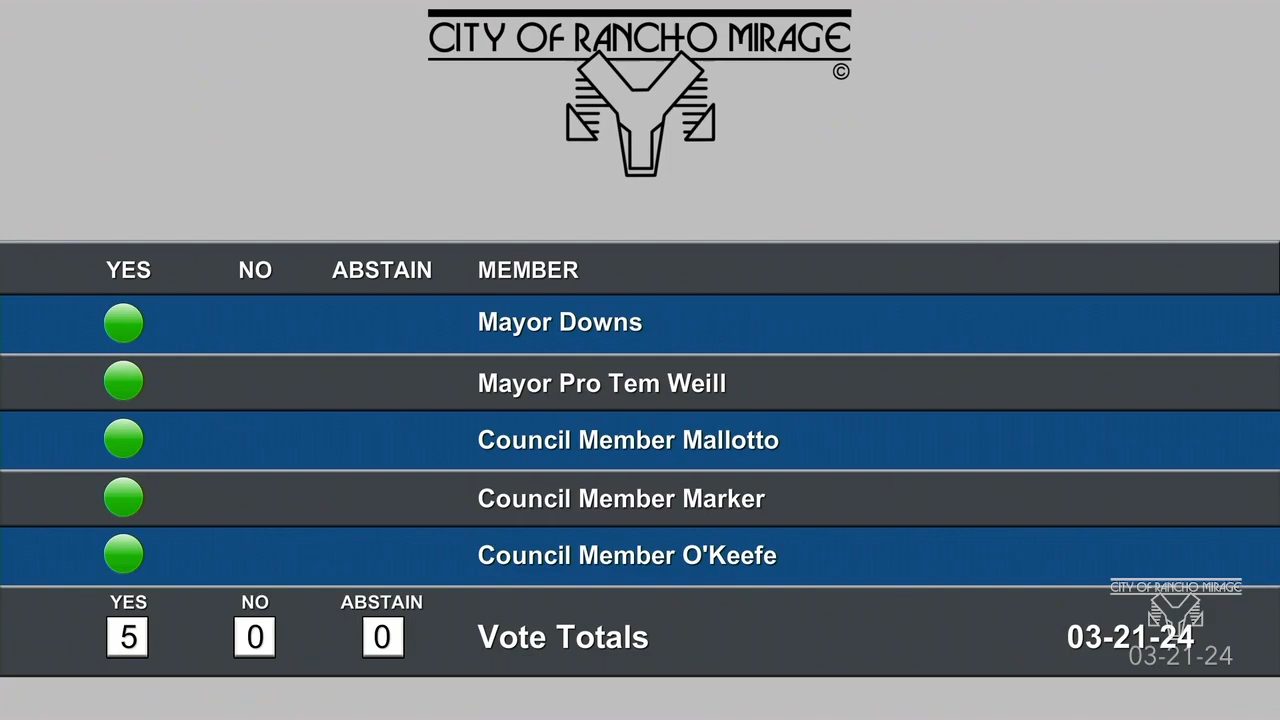 CITY OF RANCHO MIRAGE
©
YES NO ABSTAIN MEMBER
Mayor Downs
Mayor Pro Tem Weill
Council Member Mallotto
Council Member Marker
Council Member O'Keefe
CITY OF RANCHO MIRAGE
YES NO ABSTAIN
5 0 0 Vote Totals 03-21-24
03-21-24